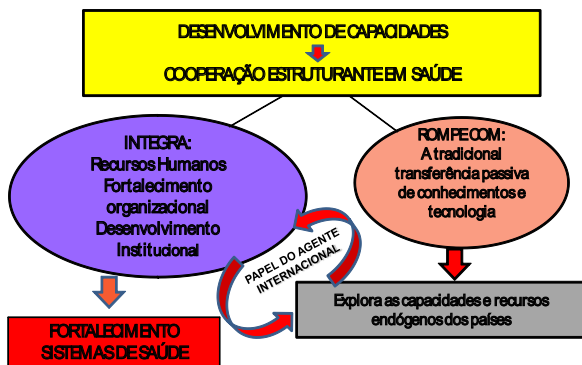 DESENVOLVIMENTO DE CAPACIDADES
COOPERAÇÃO ESTRUTURANTE EM SAÚDE
INTEGRA:
Recursos Humanos
Fortalecimento
organizacional
Desenvolvimento
Institucional
ROMPE COM:
A tradicional
transferência passiva
de conhecimentos e
tecnologia
PAPEL DO AGENTE
INTERNACIONAL
FORTALECIMENTO
SISTEMAS DE SAÚDE
Explora as capacidades e recursos
endógenos dos países